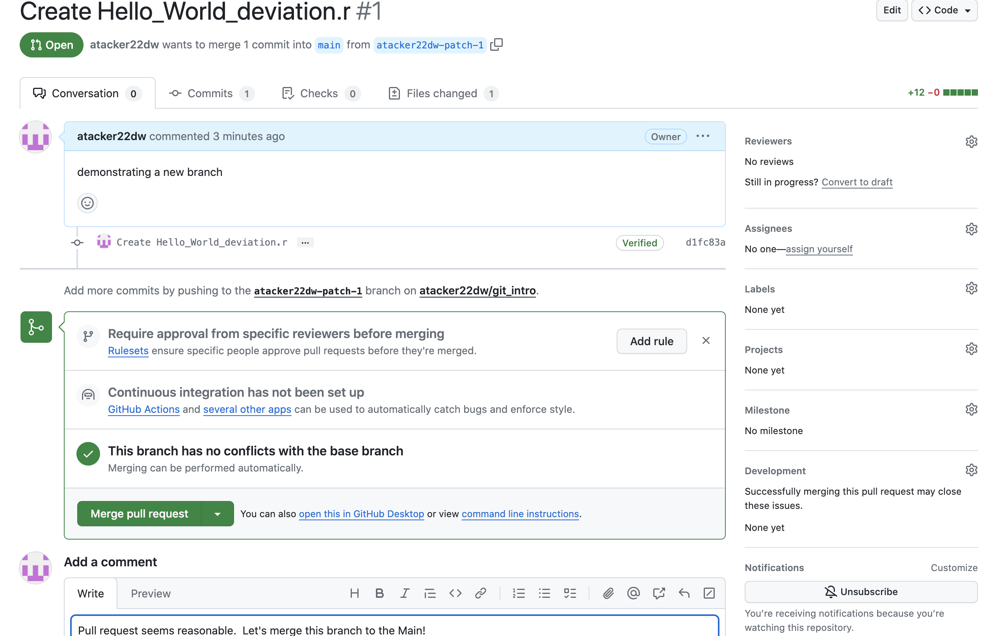 Create Hello_World_deviation.r #1
Edit
Code
Open
atacker22dw wants to merge 1 commit into main from atacker22dw-patch-1
Conversation 0
Commits 1
Checks 0
Files changed 1
+12 −0
atacker22dw commented 3 minutes ago
Owner
demonstrating a new branch
Create Hello_World_deviation.r
Verified
d1fc83a
Add more commits by pushing to the atacker22dw-patch-1 branch on atacker22dw/git_intro.
Require approval from specific reviewers before merging
Rulesets ensure specific people approve pull requests before they're merged.
Add rule
Continuous integration has not been set up
GitHub Actions and several other apps can be used to automatically catch bugs and enforce style.
This branch has no conflicts with the base branch
Merging can be performed automatically.
Merge pull request
You can also open this in GitHub Desktop or view command line instructions.
Add a comment
Write
Preview
Pull request seems reasonable.  Let's merge this branch to the Main!
Reviewers
No reviews
Still in progress? Convert to draft
Assignees
No one—assign yourself
Labels
None yet
Projects
None yet
Milestone
No milestone
Development
Successfully merging this pull request may close
these issues.
None yet
Notifications
Customize
Unsubscribe
You’re receiving notifications because you’re
watching this repository.